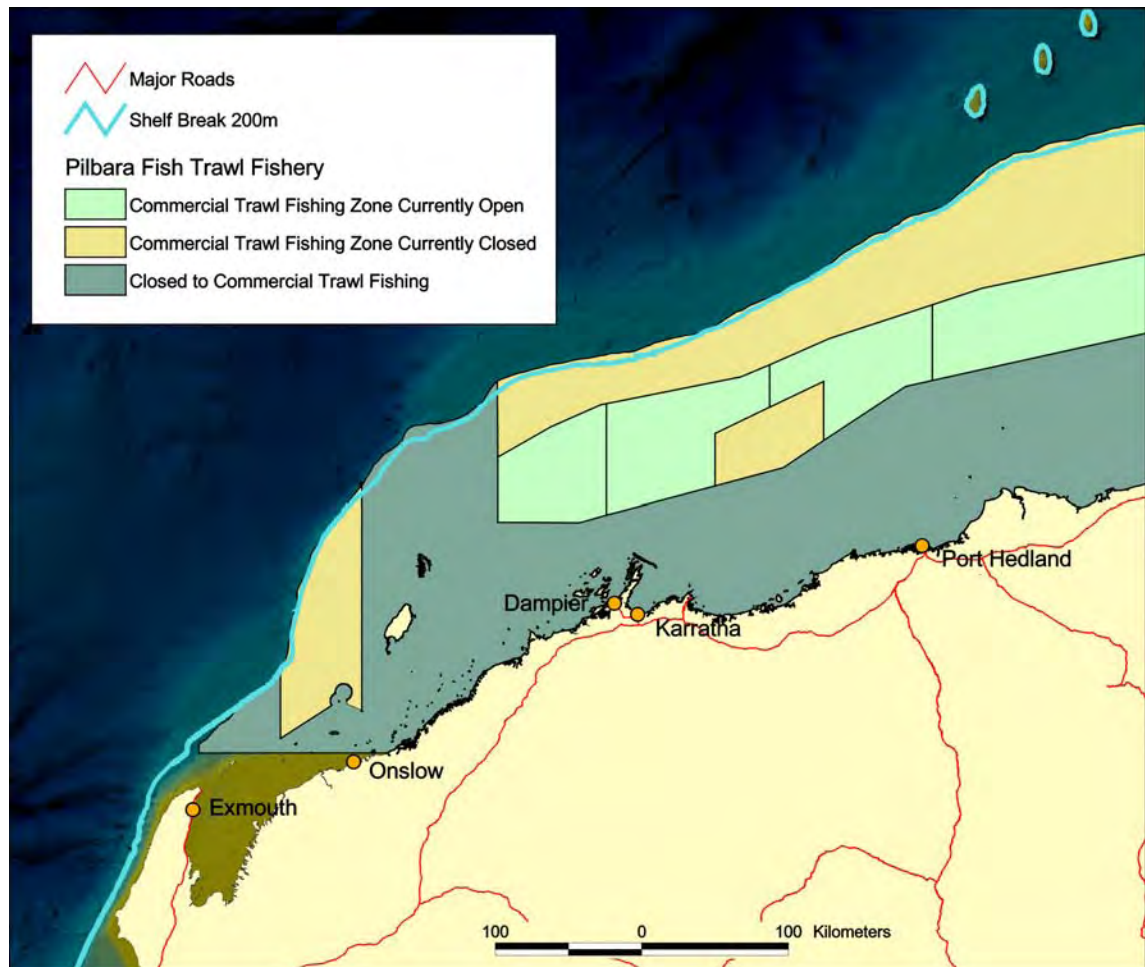 Major Roads
Shelf Break 200m
Pilbara Fish Trawl Fishery
Commercial Trawl Fishing Zone Currently Open
Commercial Trawl Fishing Zone Currently Closed
Closed to Commercial Trawl Fishing
Port Hedland
Dampier
Karratha
Onslow
Exmouth
100 0 100 Kilometers